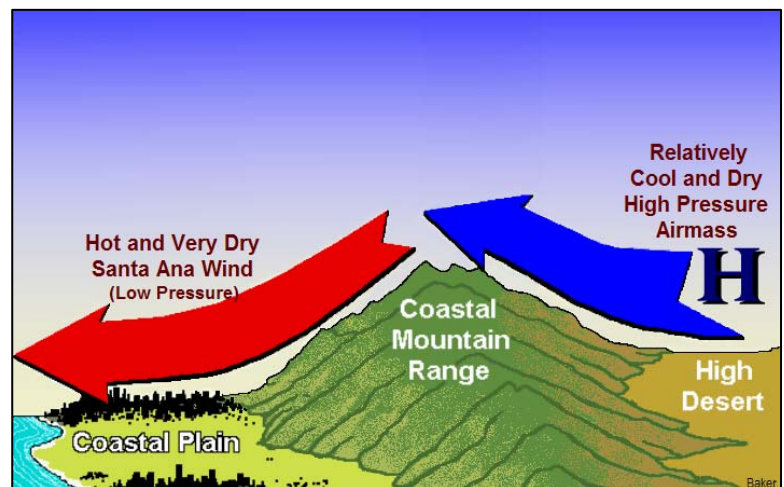 Relatively
Cool and Dry
High Pressure
Airmass
H
Hot and Very Dry
Santa Ana Wind
(Low Pressure)
Coastal
Mountain
Range
High
Desert
Coastal Plain
Baker